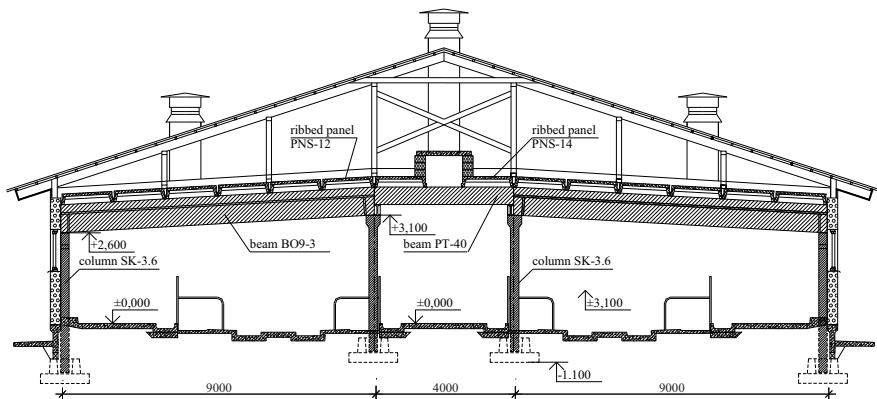 ribbed panel
PNS-12
ribbed panel
PNS-14
±2,600
beam BO9-3
±3,100
beam PT-40
column SK-3.6
column SK-3.6
±0,000
±0,000
±3,100
-1.100
9000
4000
9000